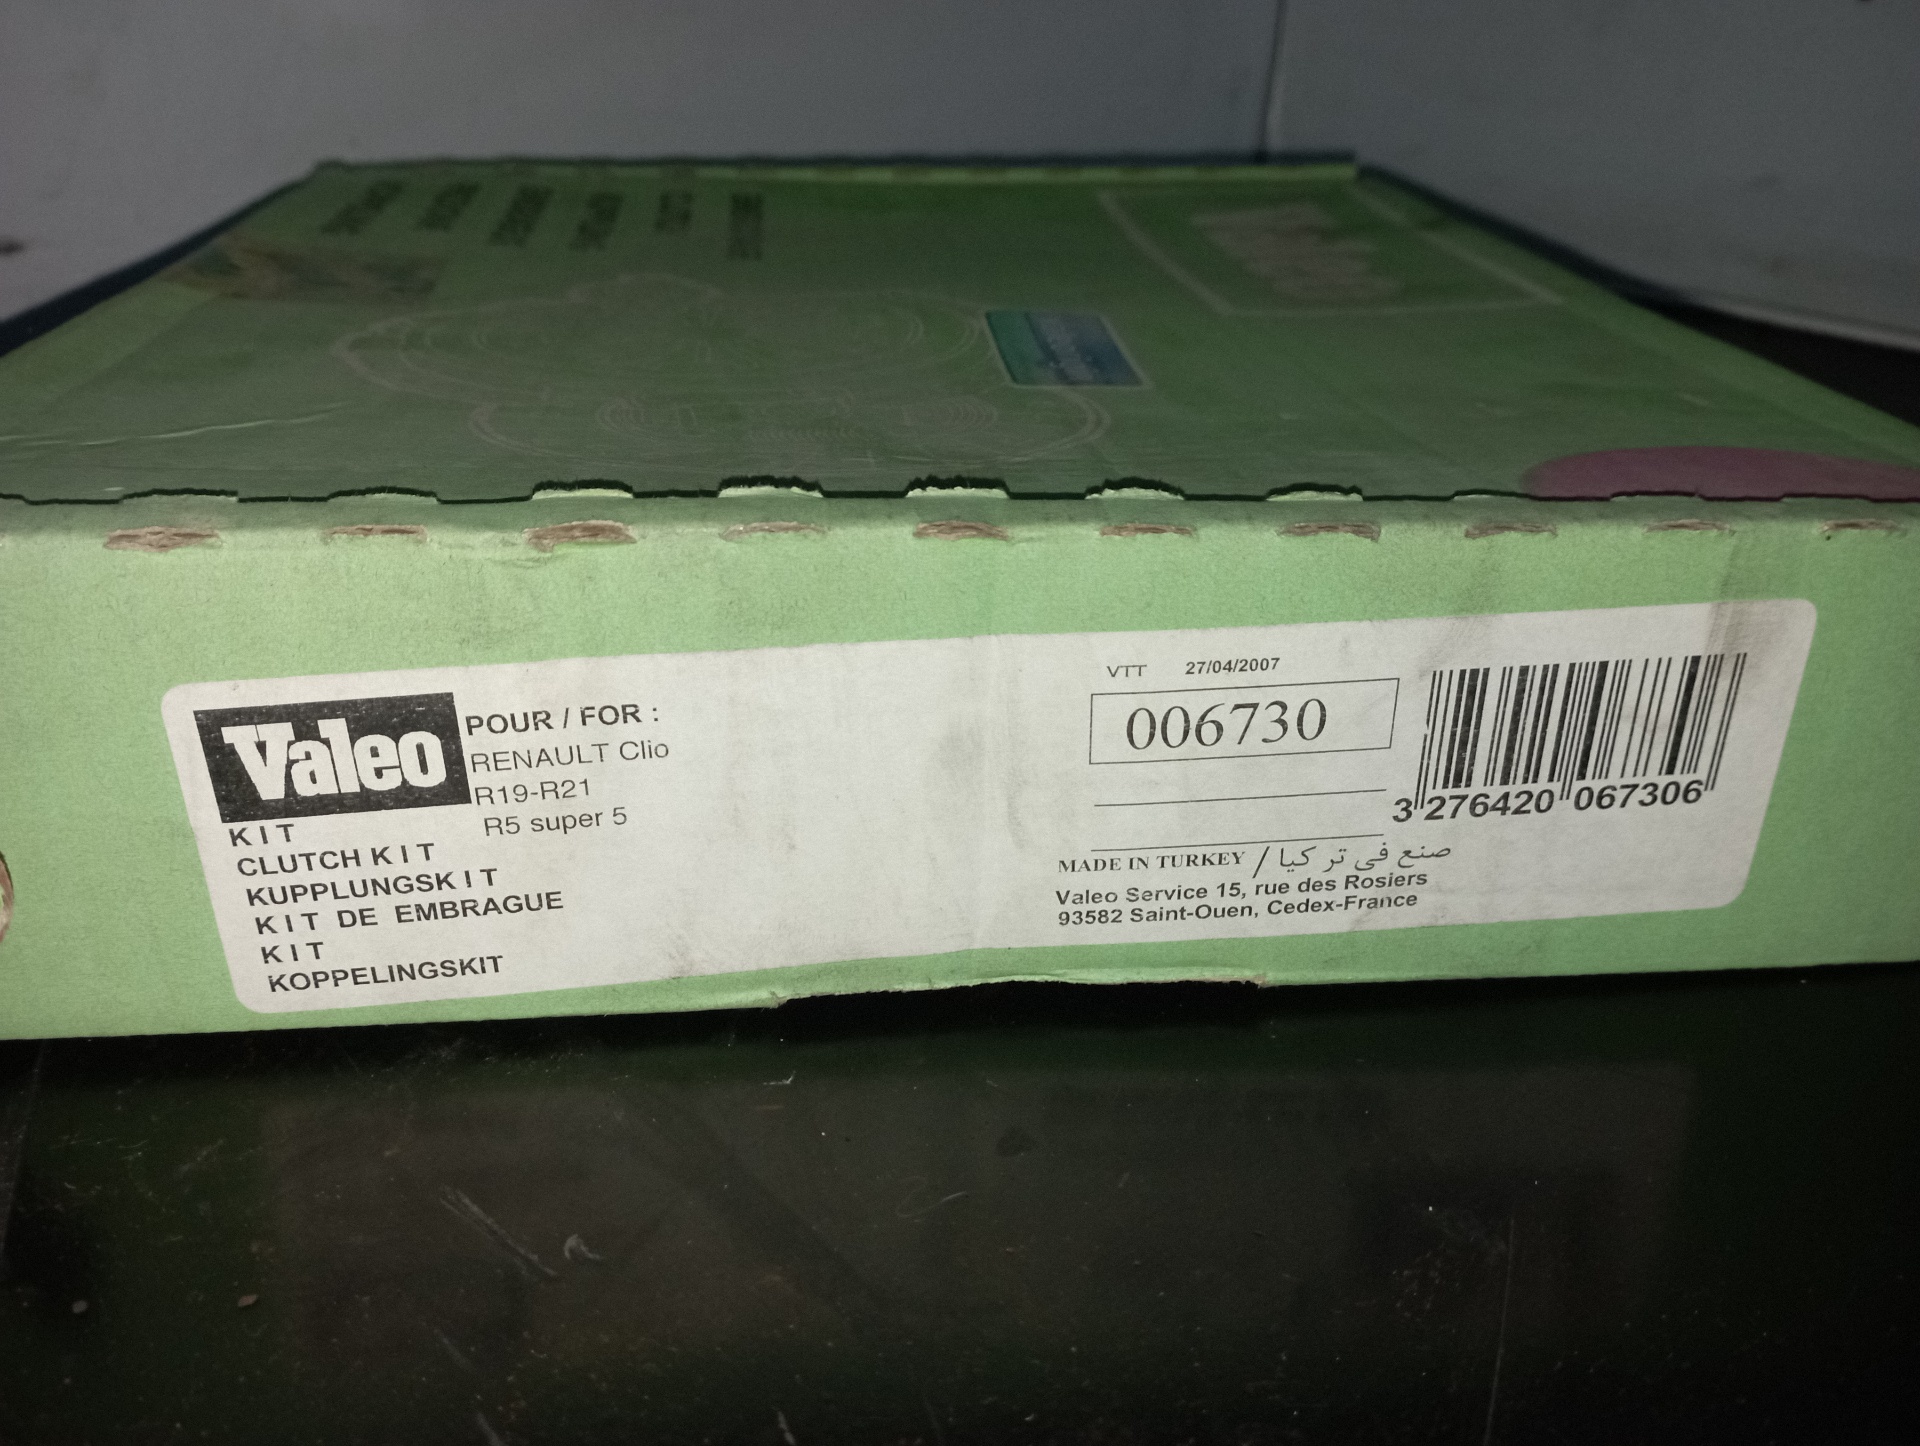 Valeo
POUR / FOR :
RENAULT Clio
R19-R21
R5 super 5
KIT
CLUTCH KIT
KUPPLUNGSKIT
KIT DE EMBRAGUE
KIT
KOPPELINGSKIT
VTT 27/04/2007
006730
3 276420 067306
MADE IN TURKEY / صنع في تركيا
Valeo Service 15, rue des Rosiers
93582 Saint-Ouen, Cedex-France